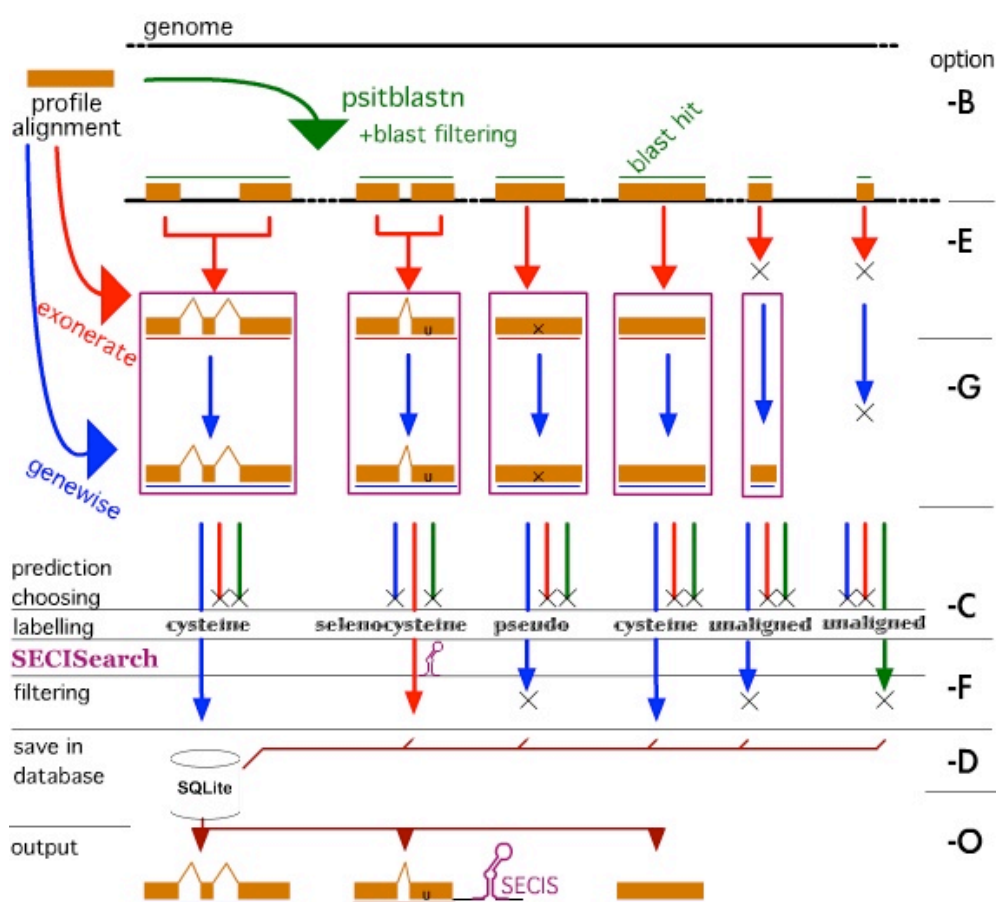 genome
option
profile
alignment
psitblastn
+blast filtering
blast hit
-B
-E
exonerate
U
-G
genewise
U
prediction
choosing
-C
labelling
cysteine
selenocysteine
pseudo
cysteine
unaligned
unaligned
SECISearch
filtering
-F
save in
database
SQLite
-D
output
-O
U
SECIS